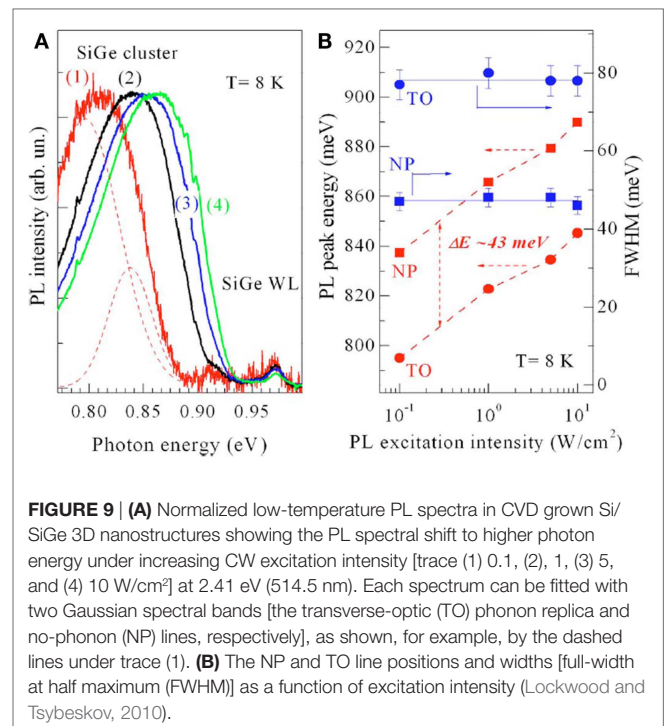 A
SiGe cluster
(1)
(2)
T= 8 K
(3)
(4)
SiGe WL
PL intensity (arb. un.)
0.80 0.85 0.90 0.95
Photon energy (eV)
B
920
900
880
860
840
820
800
PL peak energy (meV)
TO
NP
NP
ΔE ~43 meV
TO
T= 8 K
80
60
40
20
0
FWHM (meV)
10⁻¹ 10⁰ 10¹
PL excitation intensity (W/cm²)
FIGURE 9 | (A) Normalized low-temperature PL spectra in CVD grown Si/
SiGe 3D nanostructures showing the PL spectral shift to higher photon
energy under increasing CW excitation intensity [trace (1) 0.1, (2), 1, (3) 5,
and (4) 10 W/cm²] at 2.41 eV (514.5 nm). Each spectrum can be fitted with
two Gaussian spectral bands [the transverse-optic (TO) phonon replica and
no-phonon (NP) lines, respectively], as shown, for example, by the dashed
lines under trace (1). (B) The NP and TO line positions and widths [full-width
at half maximum (FWHM)] as a function of excitation intensity (Lockwood and
Tsybeskov, 2010).